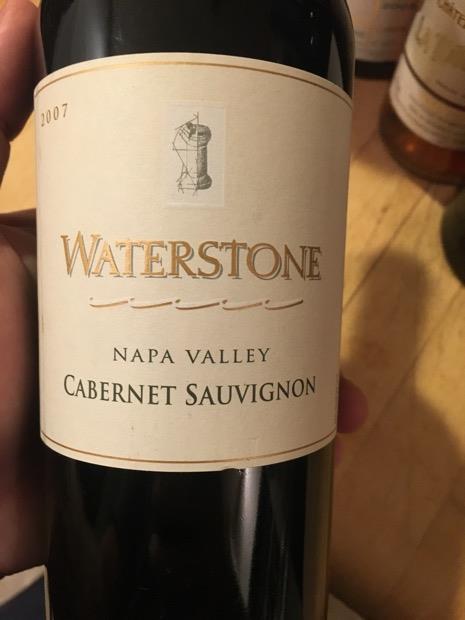 2007
WATERSTONE
NAPA VALLEY
CABERNET SAUVIGNON